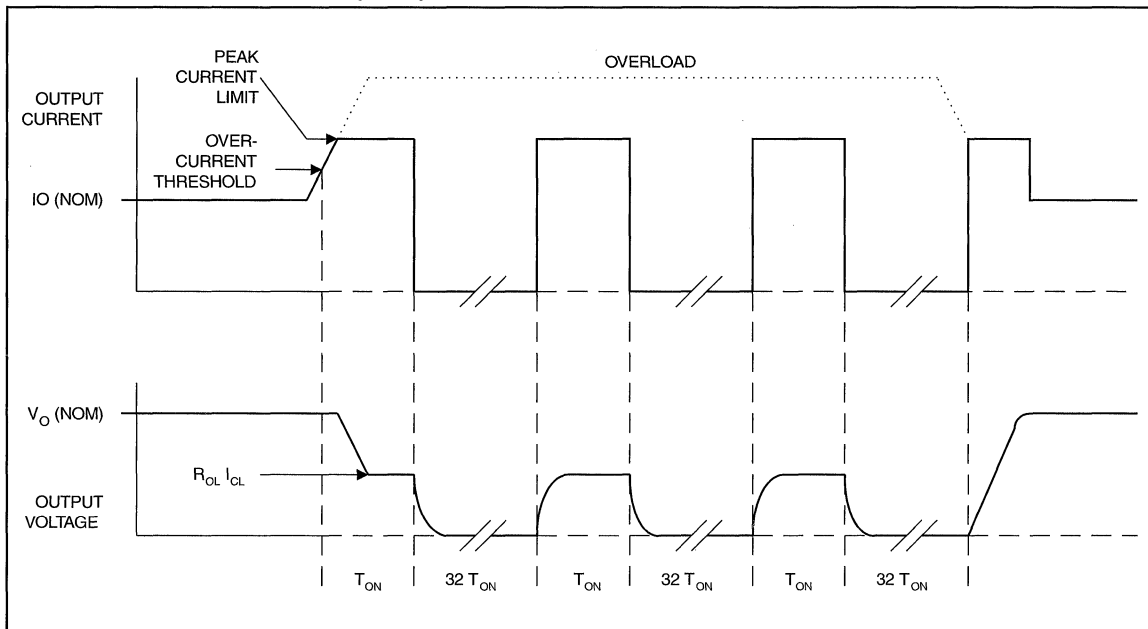 PEAK
CURRENT
LIMIT
OVERLOAD
OUTPUT
CURRENT
OVER-
CURRENT
THRESHOLD
IO (NOM)
V_O (NOM)
R_OL I_CL
OUTPUT
VOLTAGE
T_ON 32 T_ON T_ON 32 T_ON T_ON 32 T_ON